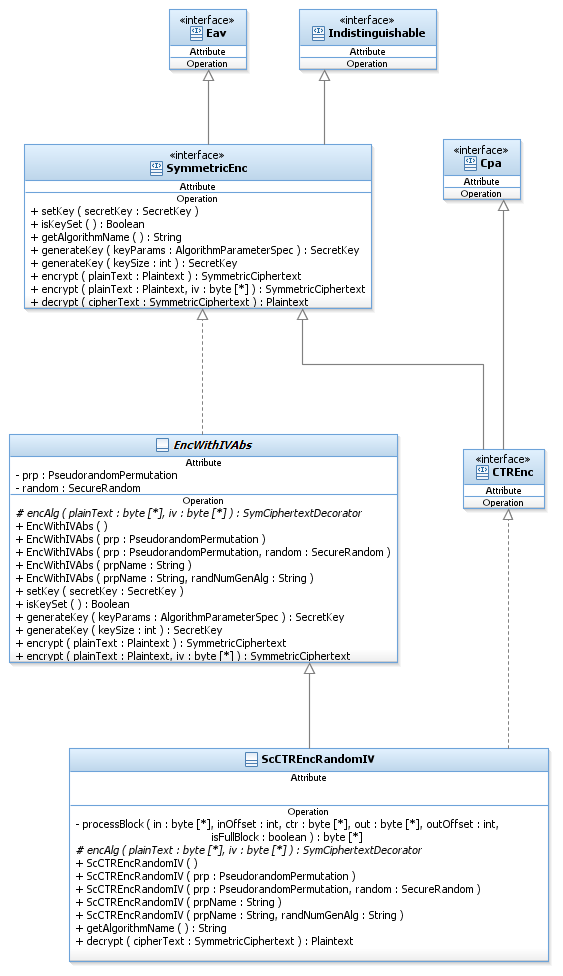 «interface»
Eav
Attribute
Operation
«interface»
Indistinguishable
Attribute
Operation
«interface»
SymmetricEnc
Attribute
Operation
+ setKey ( secretKey : SecretKey )
+ isKeySet ( ) : Boolean
+ getAlgorithmName ( ) : String
+ generateKey ( keyParams : AlgorithmParameterSpec ) : SecretKey
+ generateKey ( keySize : int ) : SecretKey
+ encrypt ( plainText : Plaintext ) : SymmetricCiphertext
+ encrypt ( plainText : Plaintext, iv : byte [*] ) : SymmetricCiphertext
+ decrypt ( cipherText : SymmetricCiphertext ) : Plaintext
«interface»
Cpa
Attribute
Operation
EncWithIVAbs
Attribute
- prp : PseudorandomPermutation
- random : SecureRandom
Operation
# encAlg ( plainText : byte [*], iv : byte [*] ) : SymCiphertextDecorator
+ EncWithIVAbs ( )
+ EncWithIVAbs ( prp : PseudorandomPermutation )
+ EncWithIVAbs ( prp : PseudorandomPermutation, random : SecureRandom )
+ EncWithIVAbs ( prpName : String )
+ EncWithIVAbs ( prpName : String, randNumGenAlg : String )
+ setKey ( secretKey : SecretKey )
+ isKeySet ( ) : Boolean
+ generateKey ( keyParams : AlgorithmParameterSpec ) : SecretKey
+ generateKey ( keySize : int ) : SecretKey
+ encrypt ( plainText : Plaintext ) : SymmetricCiphertext
+ encrypt ( plainText : Plaintext, iv : byte [*] ) : SymmetricCiphertext
«interface»
CTREnc
Attribute
Operation
ScCTREncRandomIV
Attribute
Operation
- processBlock ( in : byte [*], inOffset : int, ctr : byte [*], out : byte [*], outOffset : int,
isFullBlock : boolean ) : byte [*]
# encAlg ( plainText : byte [*], iv : byte [*] ) : SymCiphertextDecorator
+ ScCTREncRandomIV ( )
+ ScCTREncRandomIV ( prp : PseudorandomPermutation )
+ ScCTREncRandomIV ( prp : PseudorandomPermutation, random : SecureRandom )
+ ScCTREncRandomIV ( prpName : String )
+ ScCTREncRandomIV ( prpName : String, randNumGenAlg : String )
+ getAlgorithmName ( ) : String
+ decrypt ( cipherText : SymmetricCiphertext ) : Plaintext